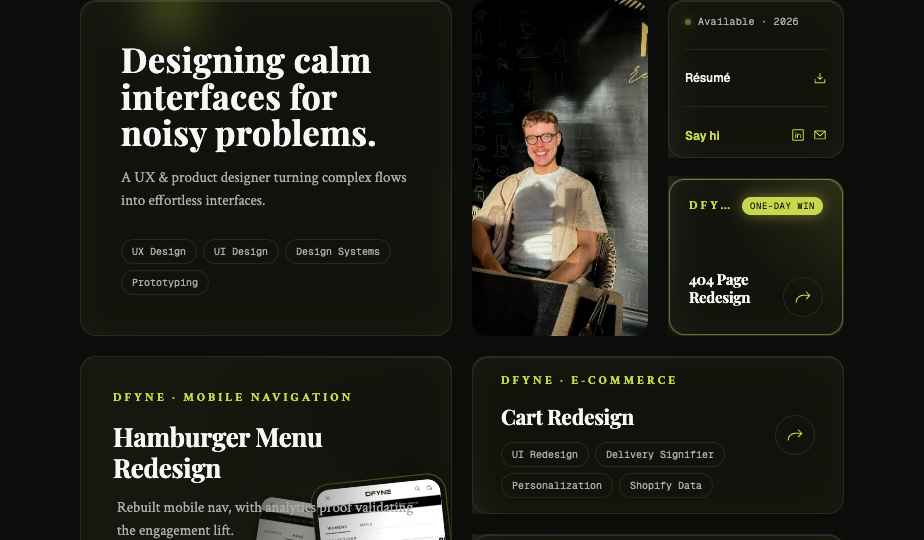 Designing calm
interfaces for
noisy problems.
A UX & product designer turning complex flows
into effortless interfaces.
UX Design
UI Design
Design Systems
Prototyping
Available · 2026
Résumé
Say hi
in
DFY...
ONE-DAY WIN
404 Page
Redesign
DFYNE · MOBILE NAVIGATION
Hamburger Menu
Redesign
Rebuilt mobile nav, with analytics proof validating
the engagement lift.
DFYNE
DFYNE · E-COMMERCE
Cart Redesign
UI Redesign
Delivery Signifier
Personalization
Shopify Data